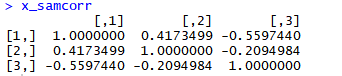 > x_samcorr
[,1] [,2] [,3]
[1,] 1.0000000 0.4173499 -0.5597440
[2,] 0.4173499 1.0000000 -0.2094984
[3,] -0.5597440 -0.2094984 1.0000000